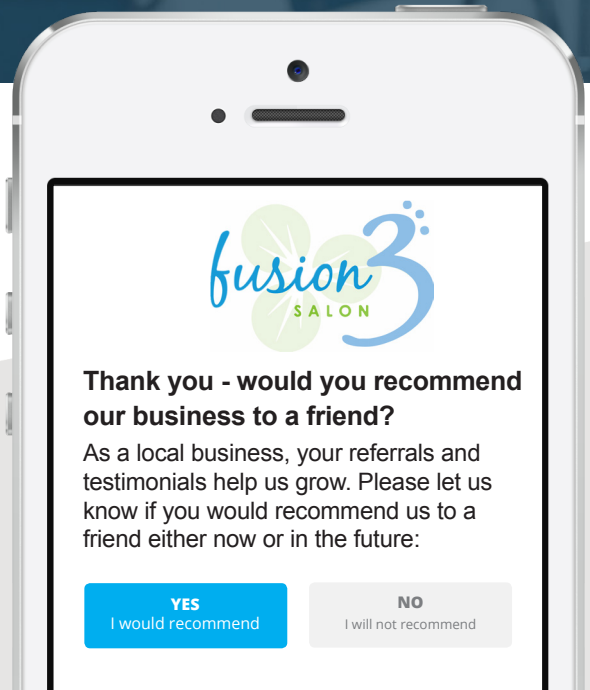 fusion 3
SALON
Thank you - would you recommend
our business to a friend?
As a local business, your referrals and
testimonials help us grow. Please let us
know if you would recommend us to a
friend either now or in the future:
YES
I would recommend
NO
I will not recommend